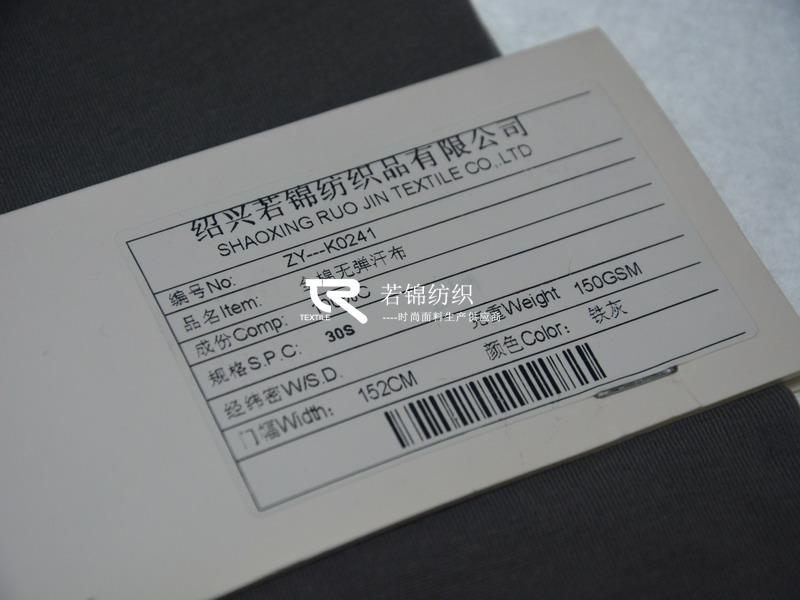 绍兴若锦纺织品有限公司
SHAOXING RUO JIN TEXTILE CO.,LTD
编号No: ZY---K0241
品名Item: 棉无弹汗布
成份Comp:
规格S.P.C: 30S 克重Weight 150GSM
经纬密W/S.D. 颜色Color: 铁灰
门幅Width: 152CM
TEXTILE
若锦纺织
----时尚面料生产供应商